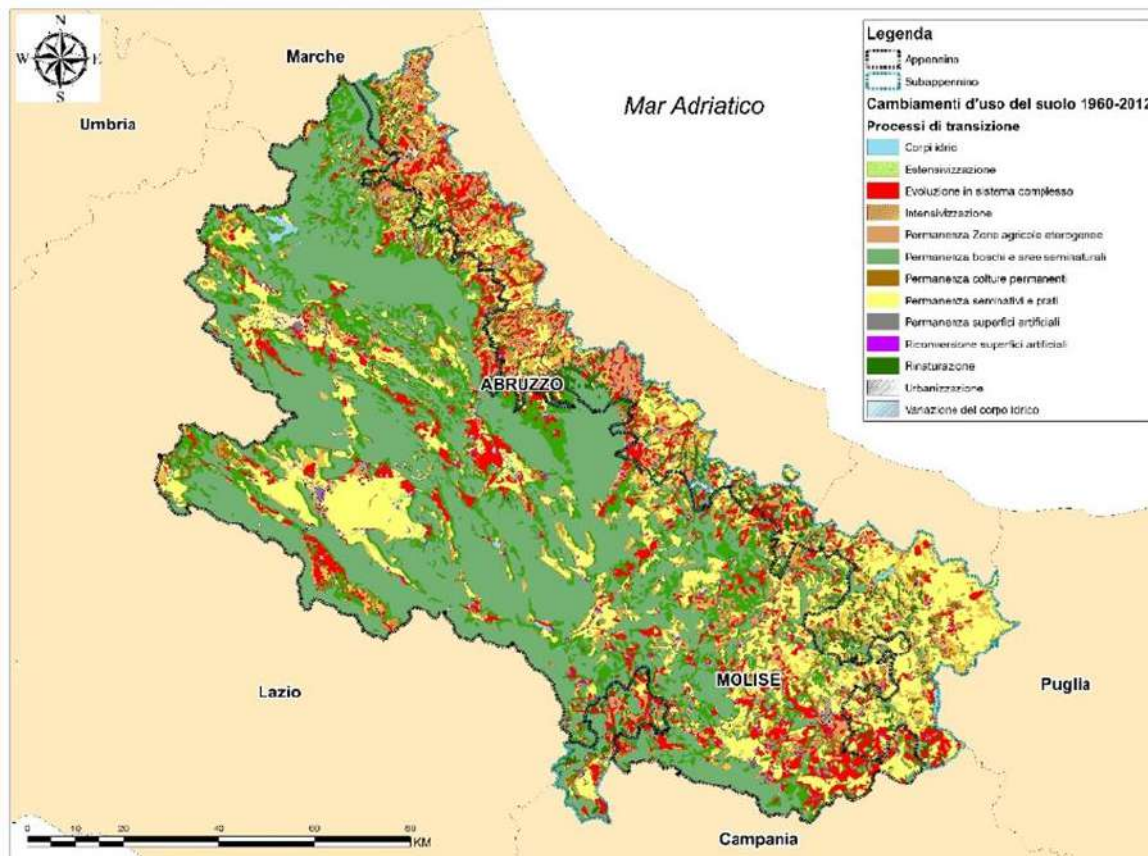 N
W E
S
Marche
Umbria
Mar Adriatico
ABRUZZO
MOLISE
Lazio
Puglia
Campania
0 10 20 40 60 80
KM
Legenda
Appennino
Subappennino
Cambiamenti d'uso del suolo 1960-2012
Processi di transizione
Corpi idric
Estensivizzazione
Evoluzione in sistema complesso
Intensivizzazione
Permanenza Zone agricole eterogenee
Permanenza boschi e aree seminaturali
Permanenza colture permanenti
Permanenza seminativi e prati
Permanenza superfici artificiali
Riconversione superfici artificiali
Rinaturazione
Urbanizzazione
Variazione del corpo idrico